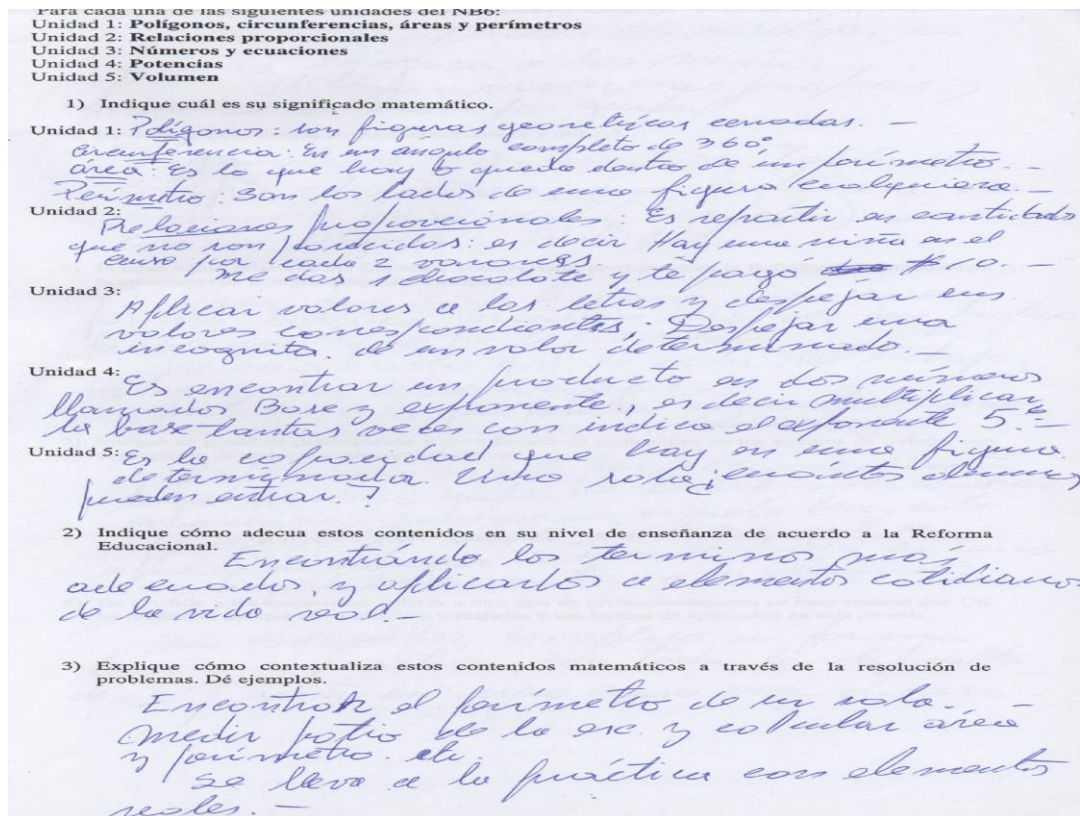 Para cada una de las siguientes unidades del NB6:
Unidad 1: Polígonos, circunferencias, áreas y perímetros
Unidad 2: Relaciones proporcionales
Unidad 3: Números y ecuaciones
Unidad 4: Potencias
Unidad 5: Volumen
1) Indique cuál es su significado matemático.
Unidad 1: Polígonos: son figuras geométricas cerradas. —
circunferencia: Es un angulo completo de 360°.
área: Es lo que hay o queda dentro de un perímetro. —
Perimetro: Son los lados de una figura cualquiera. —
Unidad 2:
Relaciones proporcionales: Es repartir en cantidades
que no son parecidas: es decir Hay una niña en el
curso por cada 2 varones
Me das 1 chocolate y te pago $10. —
Unidad 3:
Aplicar valores a las letras y despejar sus
valores correspondientes; Despejar una
incognita de un valor determinado —
Unidad 4:
Es encontrar un producto en dos números
llamados Base y exponente, es decir multiplicar
la base tantas veces con indica el exponente 5.—
Unidad 5: Es la capacidad que hay en una figura
determinada. Una sala ¿cuántos alumnos
pueden entrar.?
2) Indique cómo adecua estos contenidos en su nivel de enseñanza de acuerdo a la Reforma
Educacional.
Encontrándo los terminos más
adecuados, y aplicarlos a elementos cotidianos
de la vida real.—
3) Explique cómo contextualiza estos contenidos matemáticos a través de la resolución de
problemas. Dé ejemplos.
Encontrar el perimetro de un sala.—
medir patio de la esc. y calcular área
y perimetro. etc.
Se lleva a la práctica con elementos
reales. —